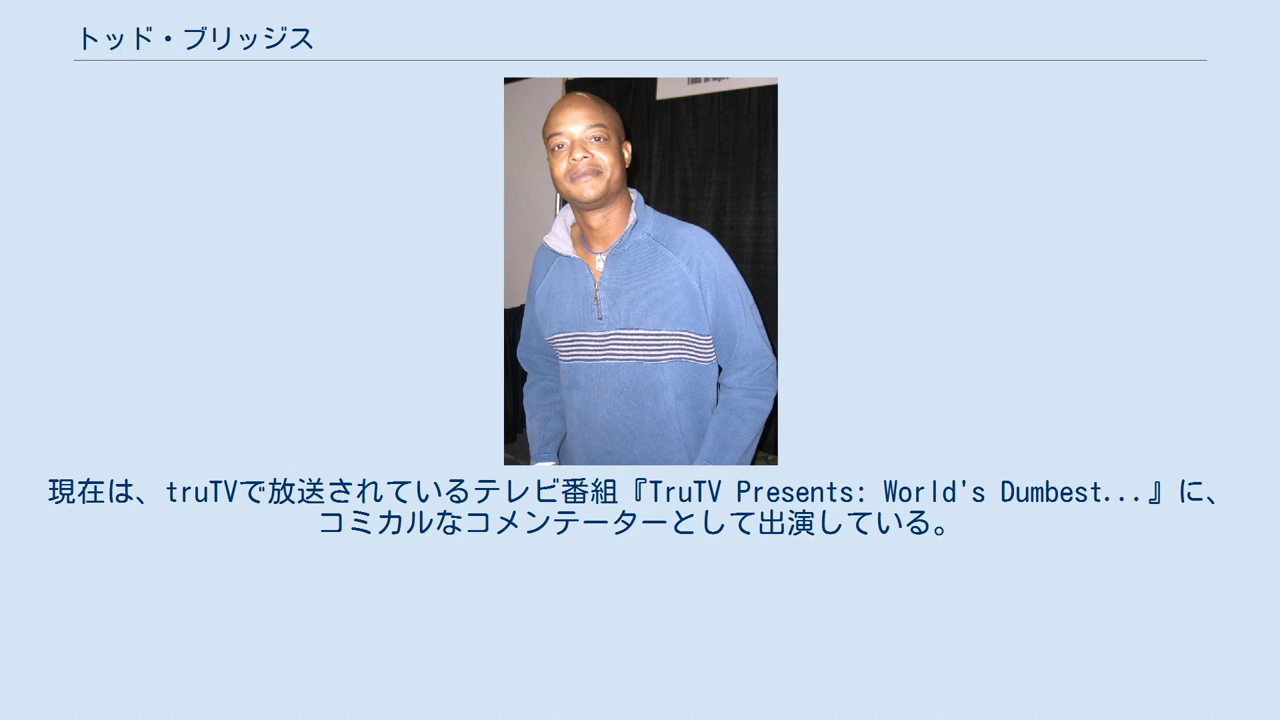 トッド・ブリッジス
現在は、truTVで放送されているテレビ番組『TruTV Presents: World's Dumbest...』に、
コミカルなコメンテーターとして出演している。